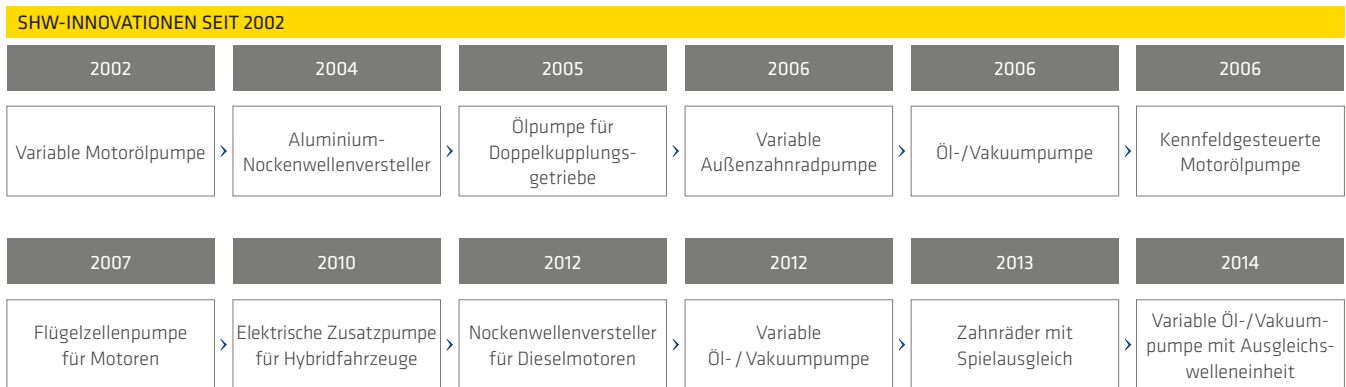 SHW-INNOVATIONEN SEIT 2002
2002
2004
2005
2006
2006
2006
Variable Motorölpumpe
Aluminium-
Nockenwellenversteller
Ölpumpe für
Doppelkupplungs-
getriebe
Variable
Außenzahnradpumpe
Öl-/Vakuumpumpe
Kennfeldgesteuerte
Motorölpumpe
2007
2010
2012
2012
2013
2014
Flügelzellenpumpe
für Motoren
Elektrische Zusatzpumpe
für Hybridfahrzeuge
Nockenwellenversteller
für Dieselmotoren
Variable
Öl- / Vakuumpumpe
Zahnräder mit
Spielausgleich
Variable Öl-/Vakuum-
pumpe mit Ausgleichs-
welleneinheit